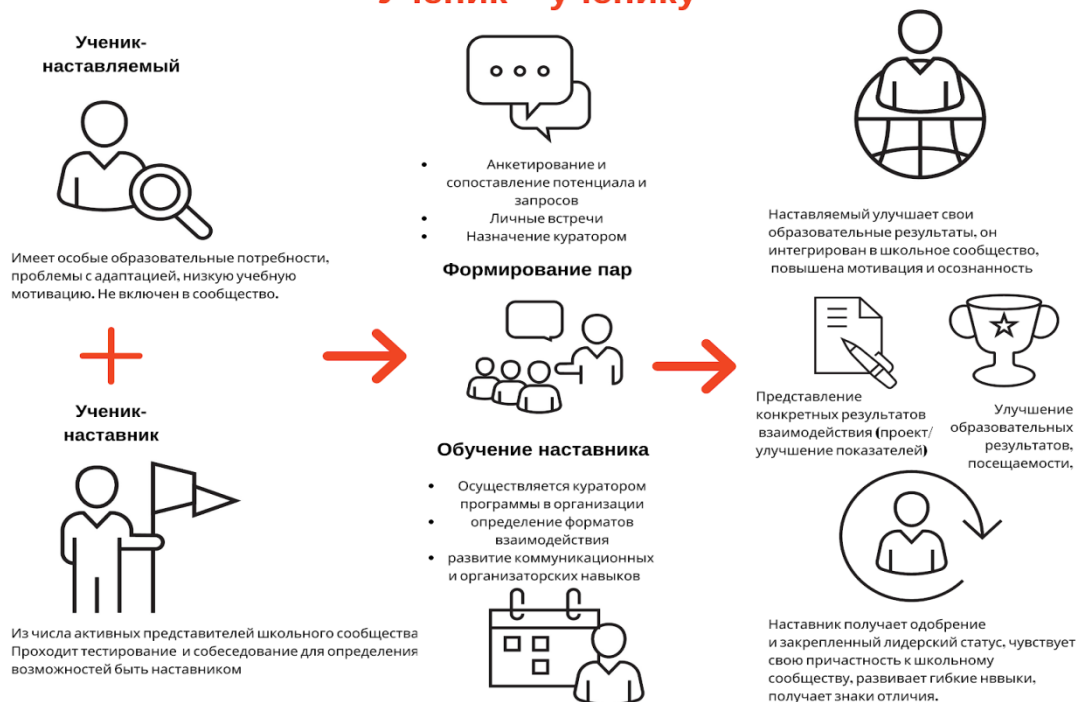 Ученик – ученику
Ученик-
наставляемый
Имеет особые образовательные потребности,
проблемы с адаптацией, низкую учебную
мотивацию. Не включен в сообщество.
Ученик-
наставник
Из числа активных представителей школьного сообщества
Проходит тестирование и собеседование для определения
возможностей быть наставником
• Анкетирование и
сопоставление потенциала и
запросов
• Личные встречи
• Назначение куратором
Формирование пар
Обучение наставника
• Осуществляется куратором
программы в организации
• определение форматов
взаимодействия
• развитие коммуникационных
и организаторских навыков
Наставляемый улучшает свои
образовательные результаты, он
интегрирован в школьное сообщество,
повышена мотивация и осознанность
Представление
конкретных результатов
взаимодействия (проект/
улучшение показателей)
Улучшение
образовательных
результатов,
посещаемости,
Наставник получает одобрение
и закрепленный лидерский статус, чувствует
свою причастность к школьному
сообществу, развивает гибкие нввыки,
получает знаки отличия.